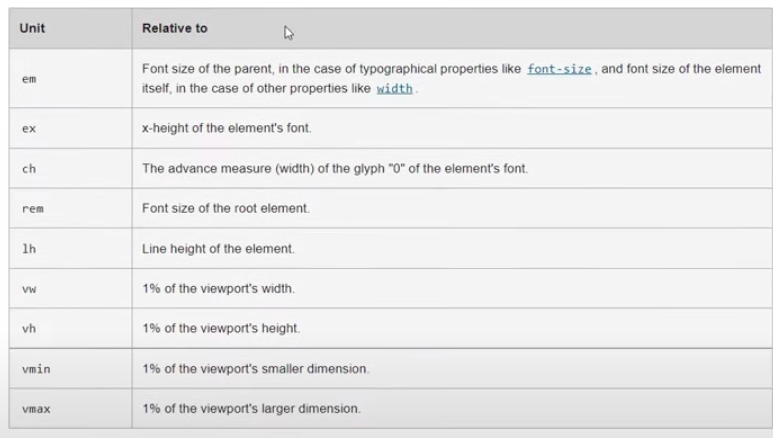 Unit Relative to
em Font size of the parent, in the case of typographical properties like font-size, and font size of the element
itself, in the case of other properties like width.
ex x-height of the element's font.
ch The advance measure (width) of the glyph "0" of the element's font.
rem Font size of the root element.
lh Line height of the element.
vw 1% of the viewport's width.
vh 1% of the viewport's height.
vmin 1% of the viewport's smaller dimension.
vmax 1% of the viewport's larger dimension.